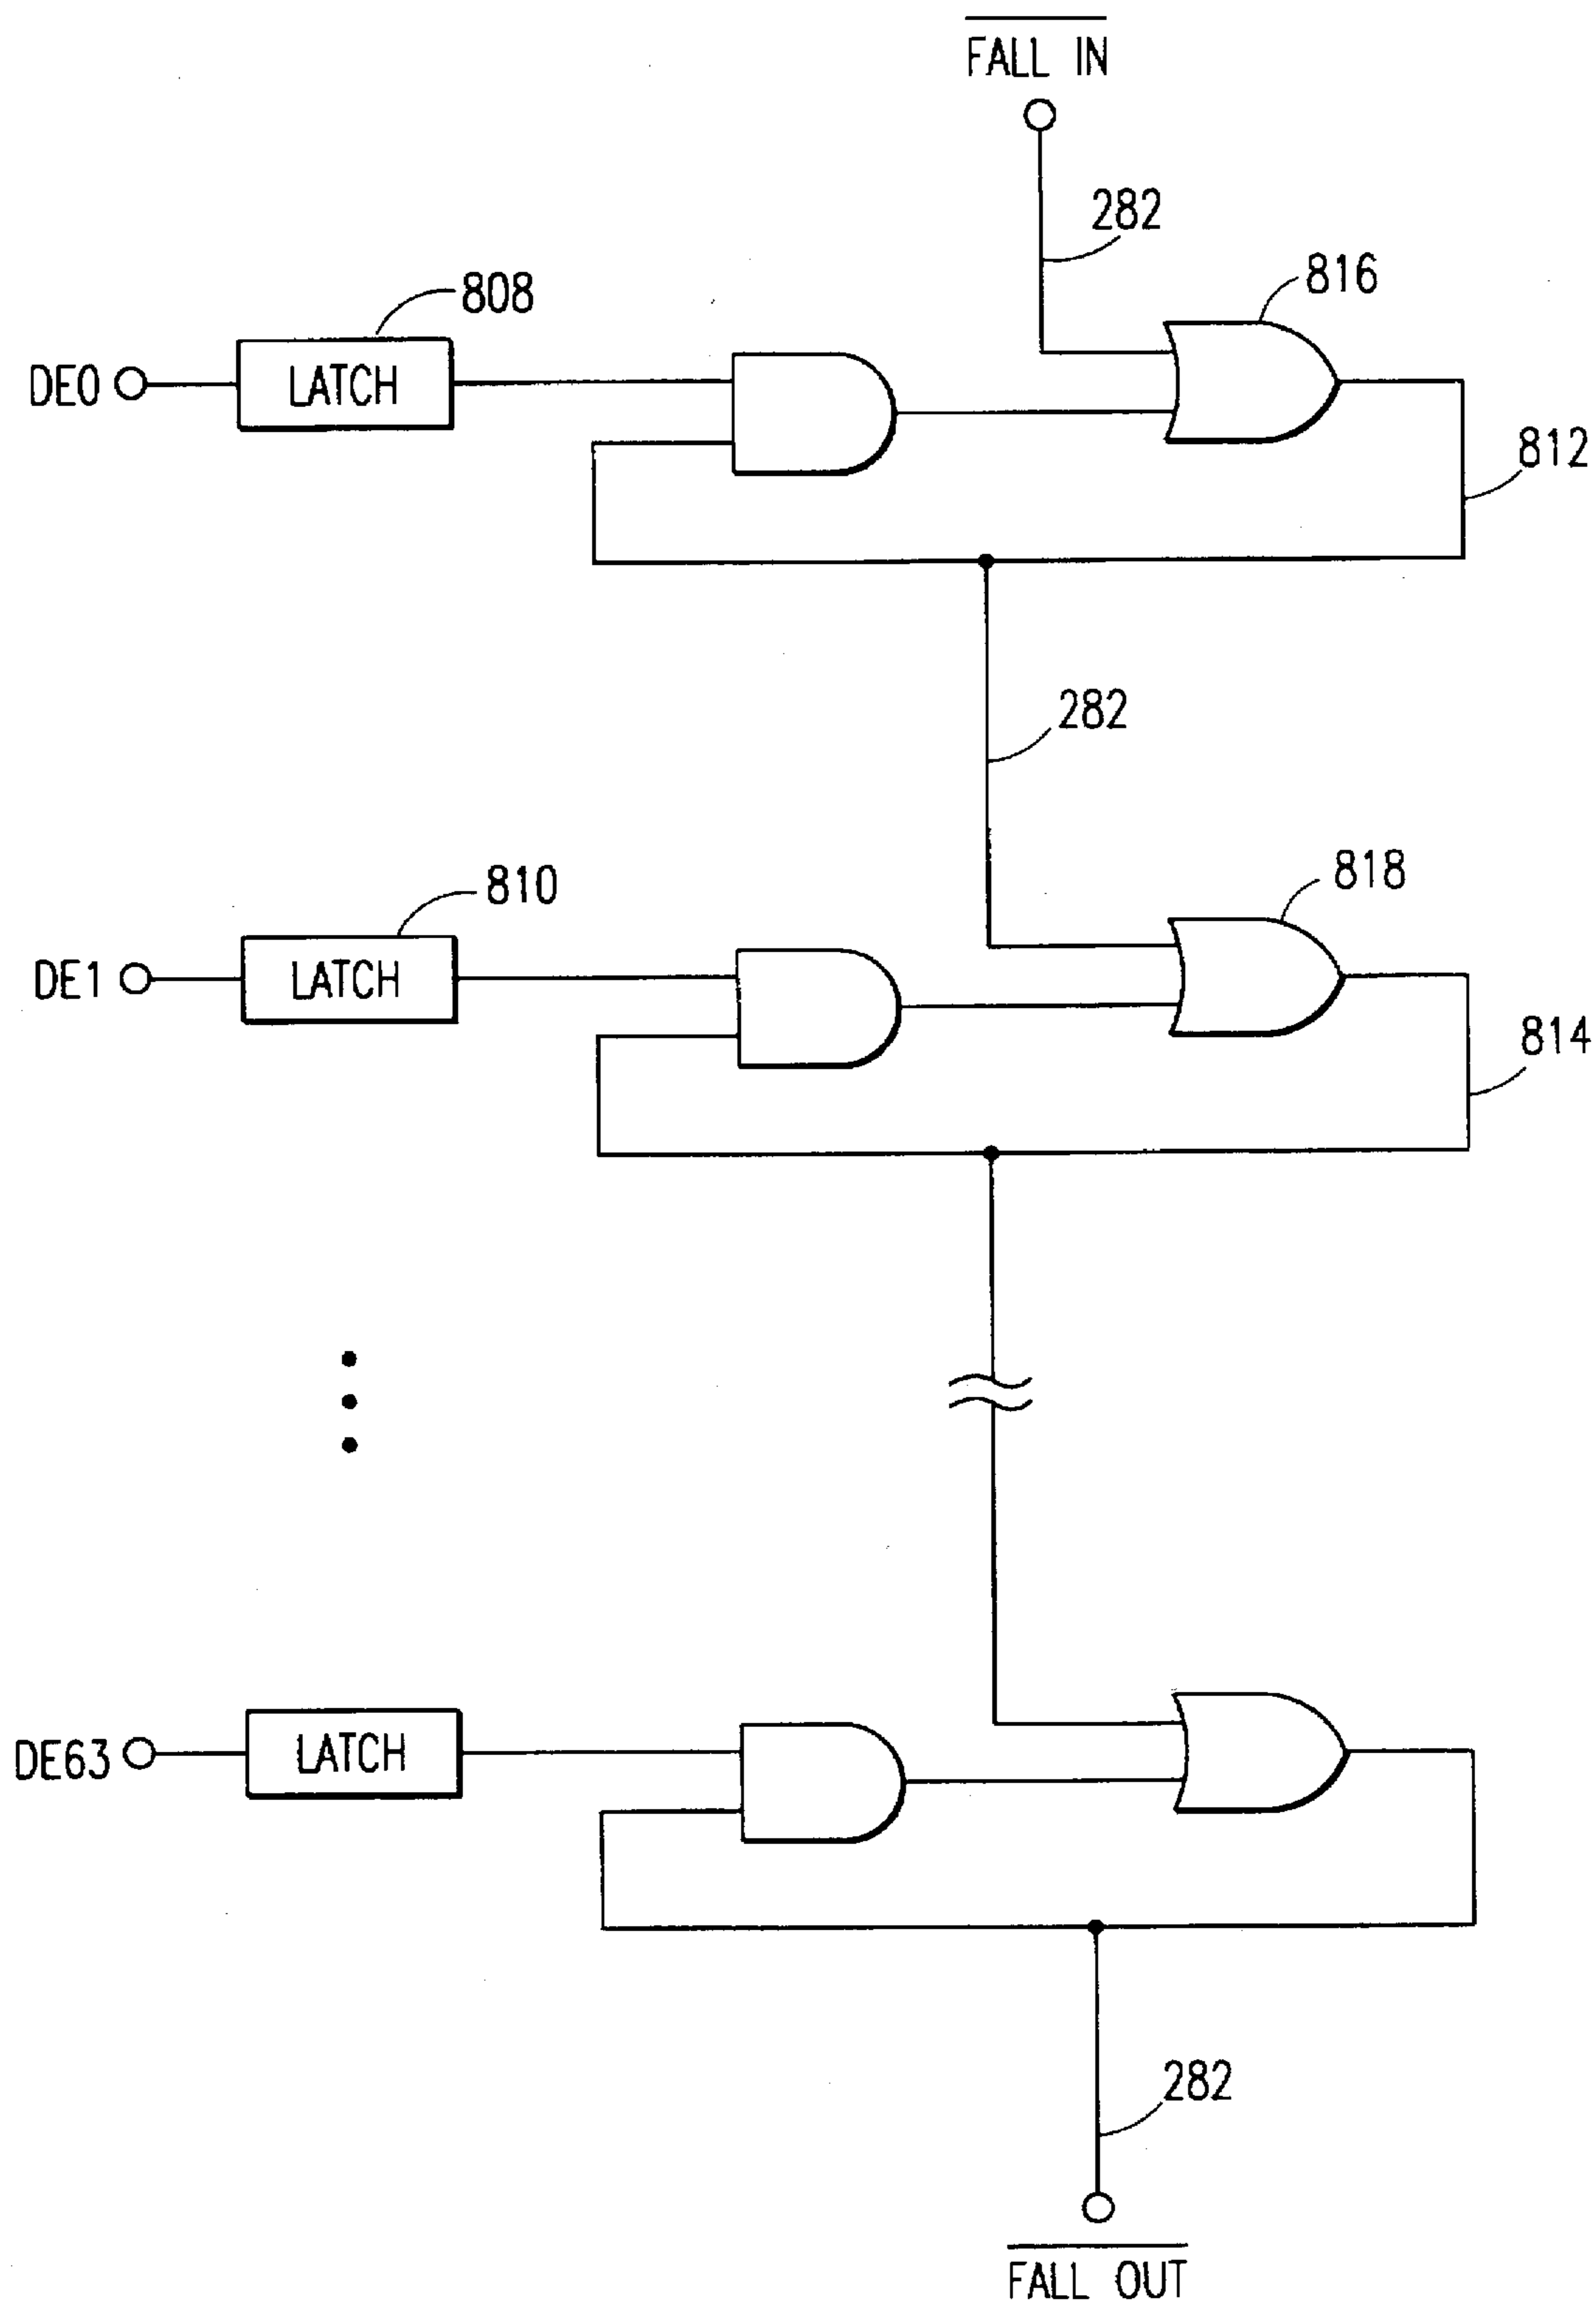 FALL IN
282
816
808
DE0
LATCH
812
282
818
810
DE1
LATCH
814
DE63
LATCH
282
FALL OUT